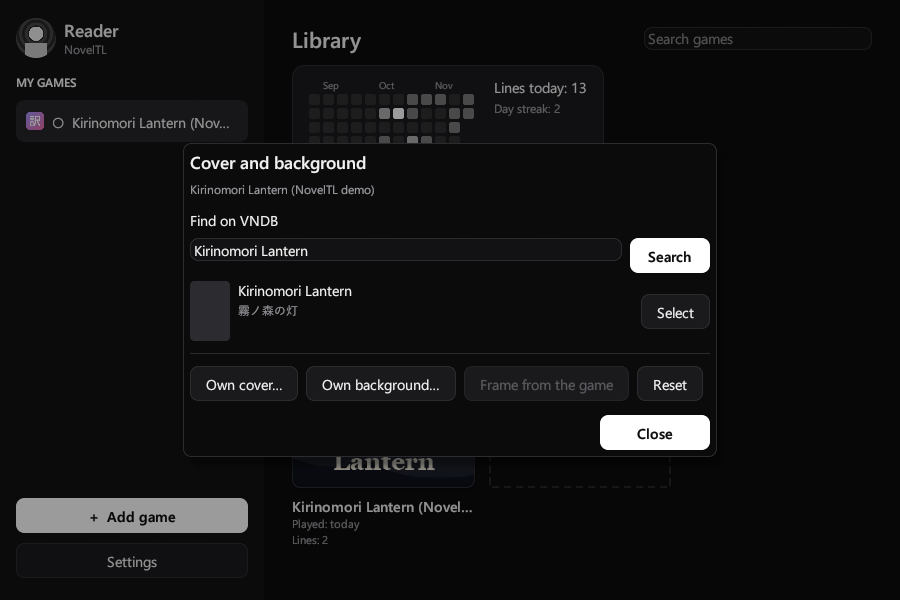 Reader
NovelTL
MY GAMES
訳
Kirinomori Lantern (Nov...
+ Add game
Settings
Library
Search games
Sep Oct Nov
Lines today: 13
Day streak: 2
Cover and background
Kirinomori Lantern (NovelTL demo)
Find on VNDB
Kirinomori Lantern
Search
Kirinomori Lantern
霧ノ森の灯
Select
Own cover...
Own background...
Frame from the game
Reset
Close
Lantern
Kirinomori Lantern (Novel...
Played: today
Lines: 2